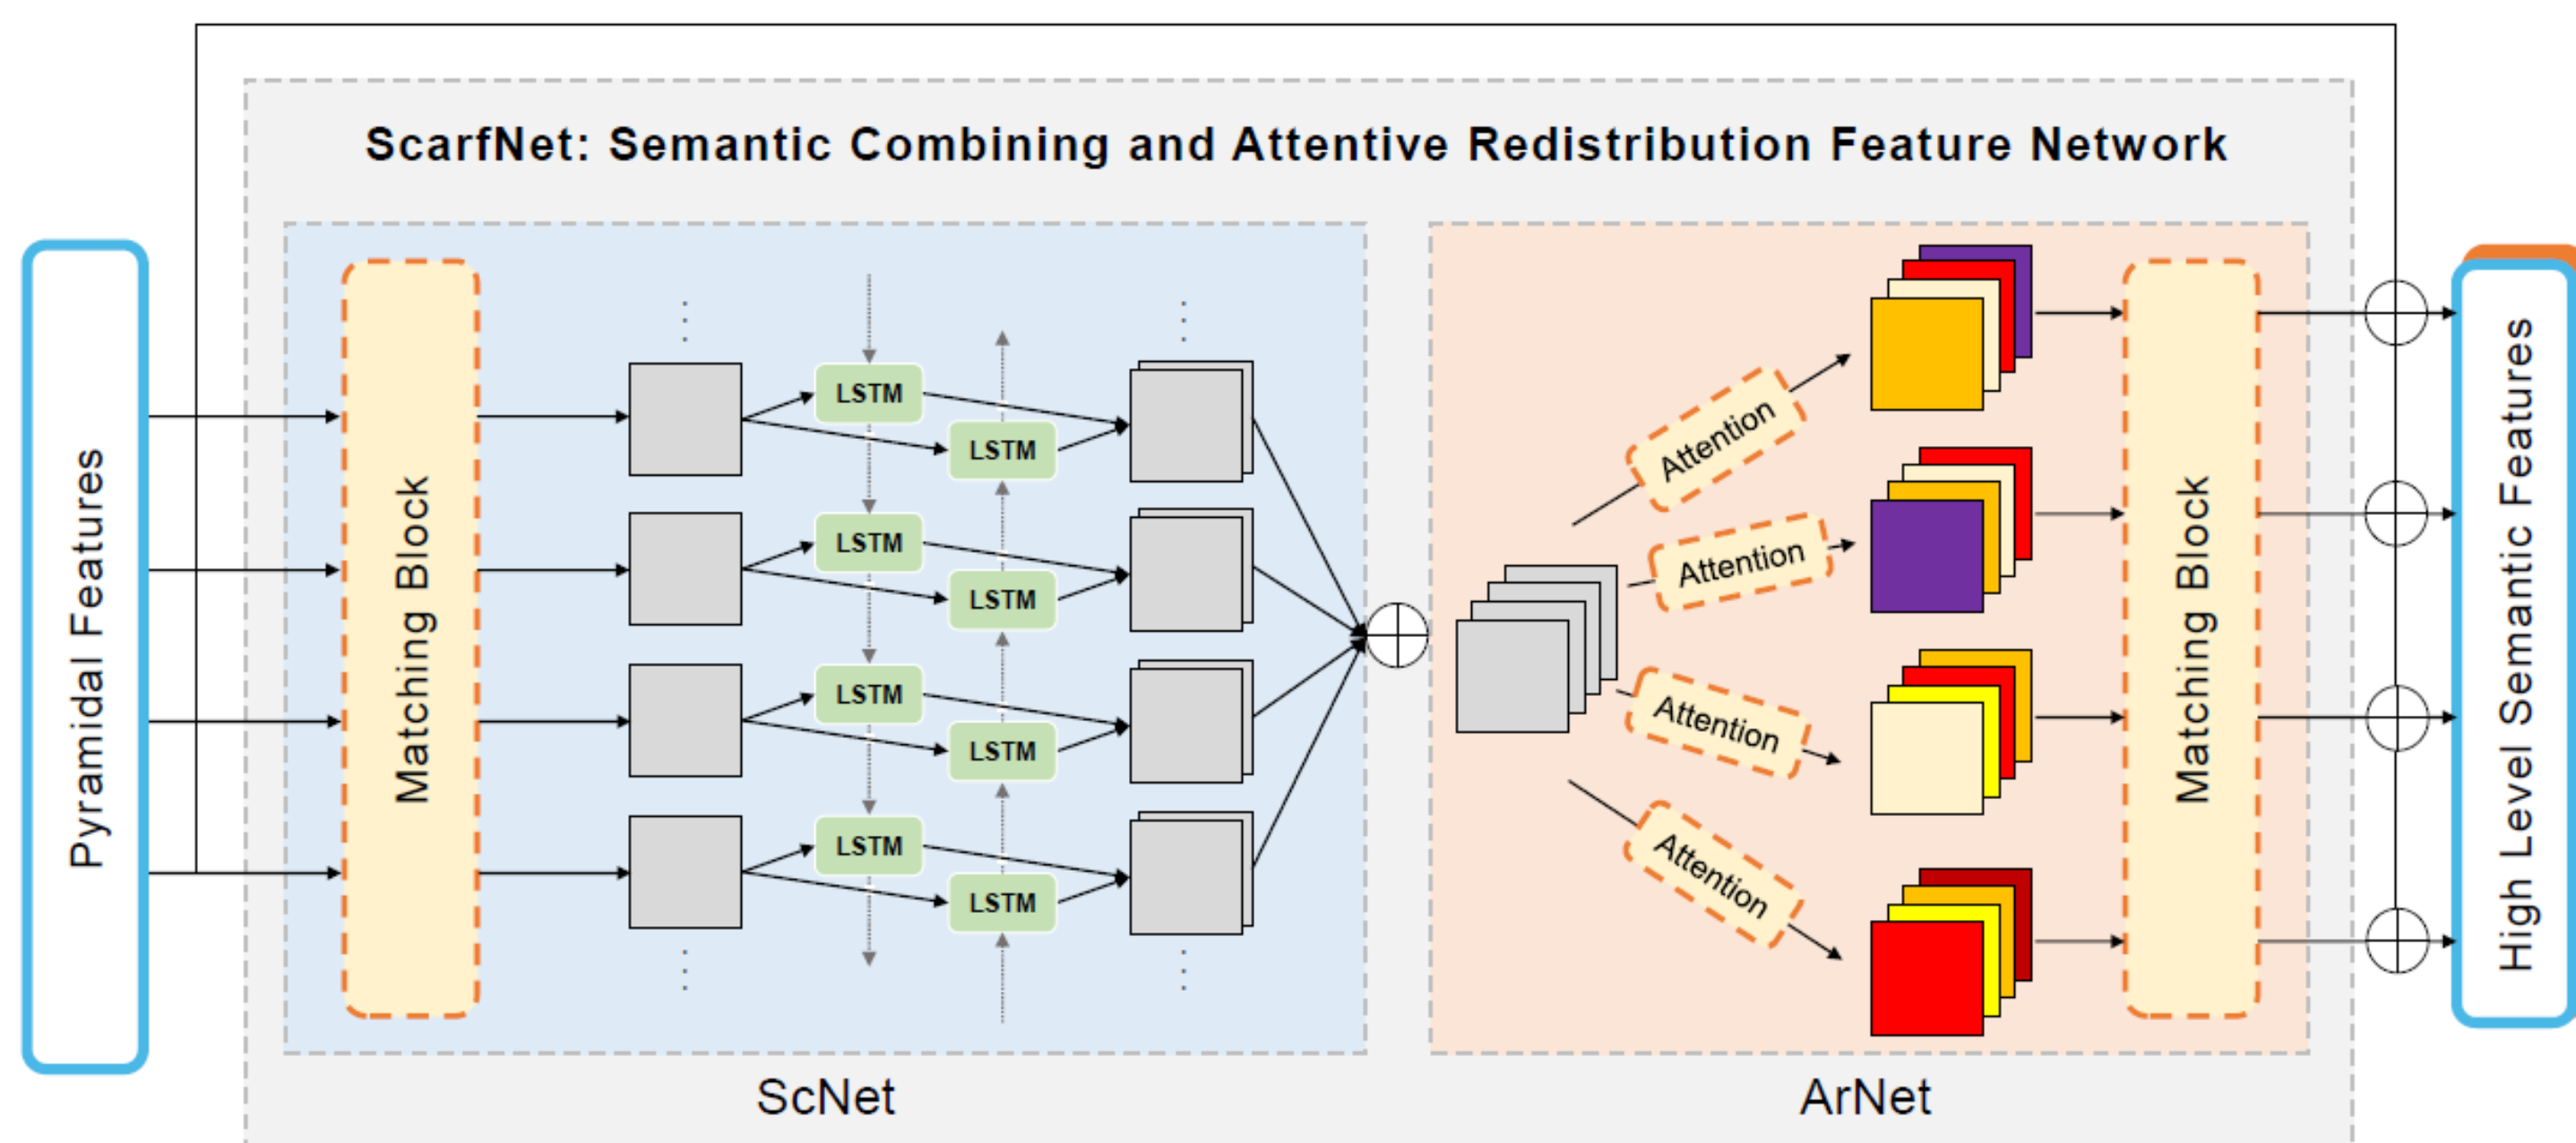 ScarfNet: Semantic Combining and Attentive Redistribution Feature Network
Pyramidal Features
Matching Block
LSTM
LSTM
LSTM
LSTM
LSTM
LSTM
LSTM
LSTM
ScNet
Attention
Attention
Attention
Attention
Matching Block
ArNet
High Level Semantic Features